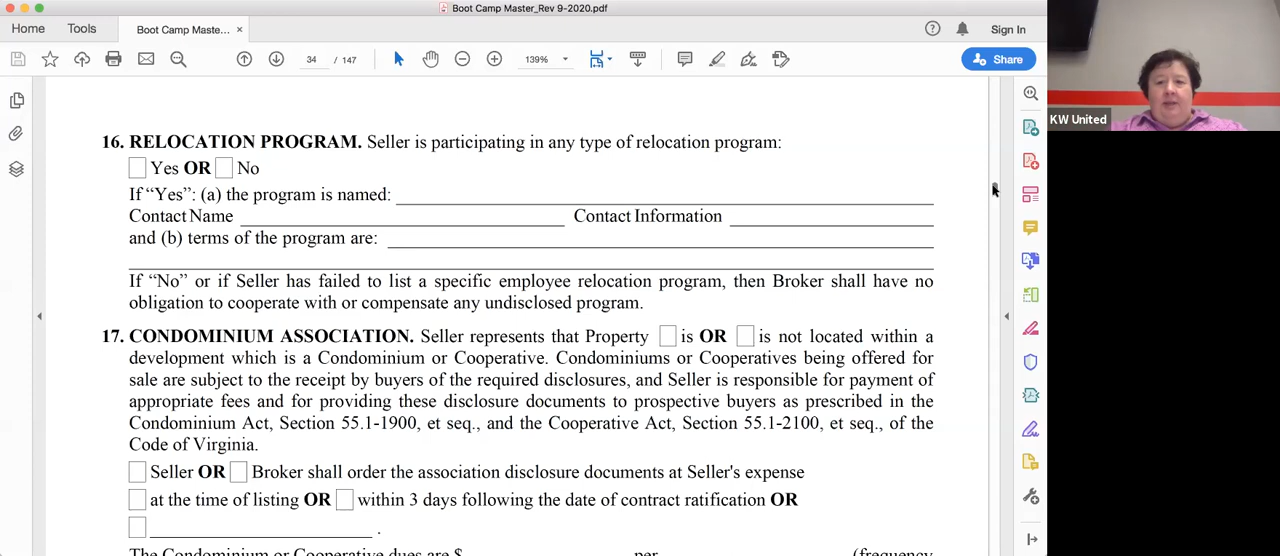 Boot Camp Master_Rev 9-2020.pdf
Home Tools Boot Camp Maste... × Sign In
34 / 147 139% Share
KW United
16. RELOCATION PROGRAM. Seller is participating in any type of relocation program:
Yes OR No
If “Yes”: (a) the program is named:
Contact Name Contact Information
and (b) terms of the program are:
If “No” or if Seller has failed to list a specific employee relocation program, then Broker shall have no
obligation to cooperate with or compensate any undisclosed program.
17. CONDOMINIUM ASSOCIATION. Seller represents that Property is OR is not located within a
development which is a Condominium or Cooperative. Condominiums or Cooperatives being offered for
sale are subject to the receipt by buyers of the required disclosures, and Seller is responsible for payment of
appropriate fees and for providing these disclosure documents to prospective buyers as prescribed in the
Condominium Act, Section 55.1-1900, et seq., and the Cooperative Act, Section 55.1-2100, et seq., of the
Code of Virginia.
Seller OR Broker shall order the association disclosure documents at Seller's expense
at the time of listing OR within 3 days following the date of contract ratification OR
.
The Condominium or Cooperative dues are $ per (frequency